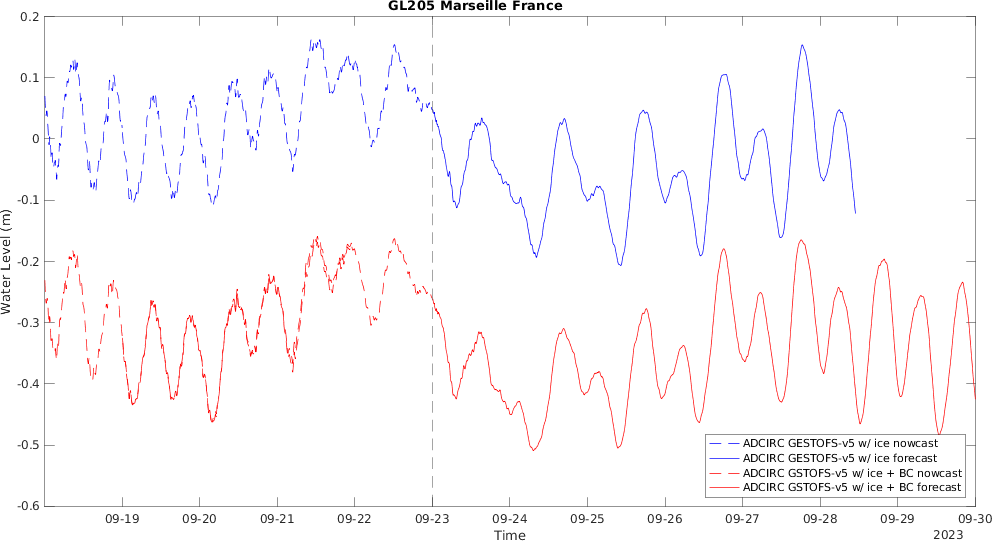 GL205 Marseille France
0.2
0.1
0
-0.1
-0.2
-0.3
-0.4
-0.5
-0.6
Water Level (m)
ADCIRC GESTOFS-v5 w/ ice nowcast
ADCIRC GESTOFS-v5 w/ ice forecast
ADCIRC GSTOFS-v5 w/ ice + BC nowcast
ADCIRC GSTOFS-v5 w/ ice + BC forecast
09-19 09-20 09-21 09-22 09-23 09-24 09-25 09-26 09-27 09-28 09-29 09-30
Time
2023